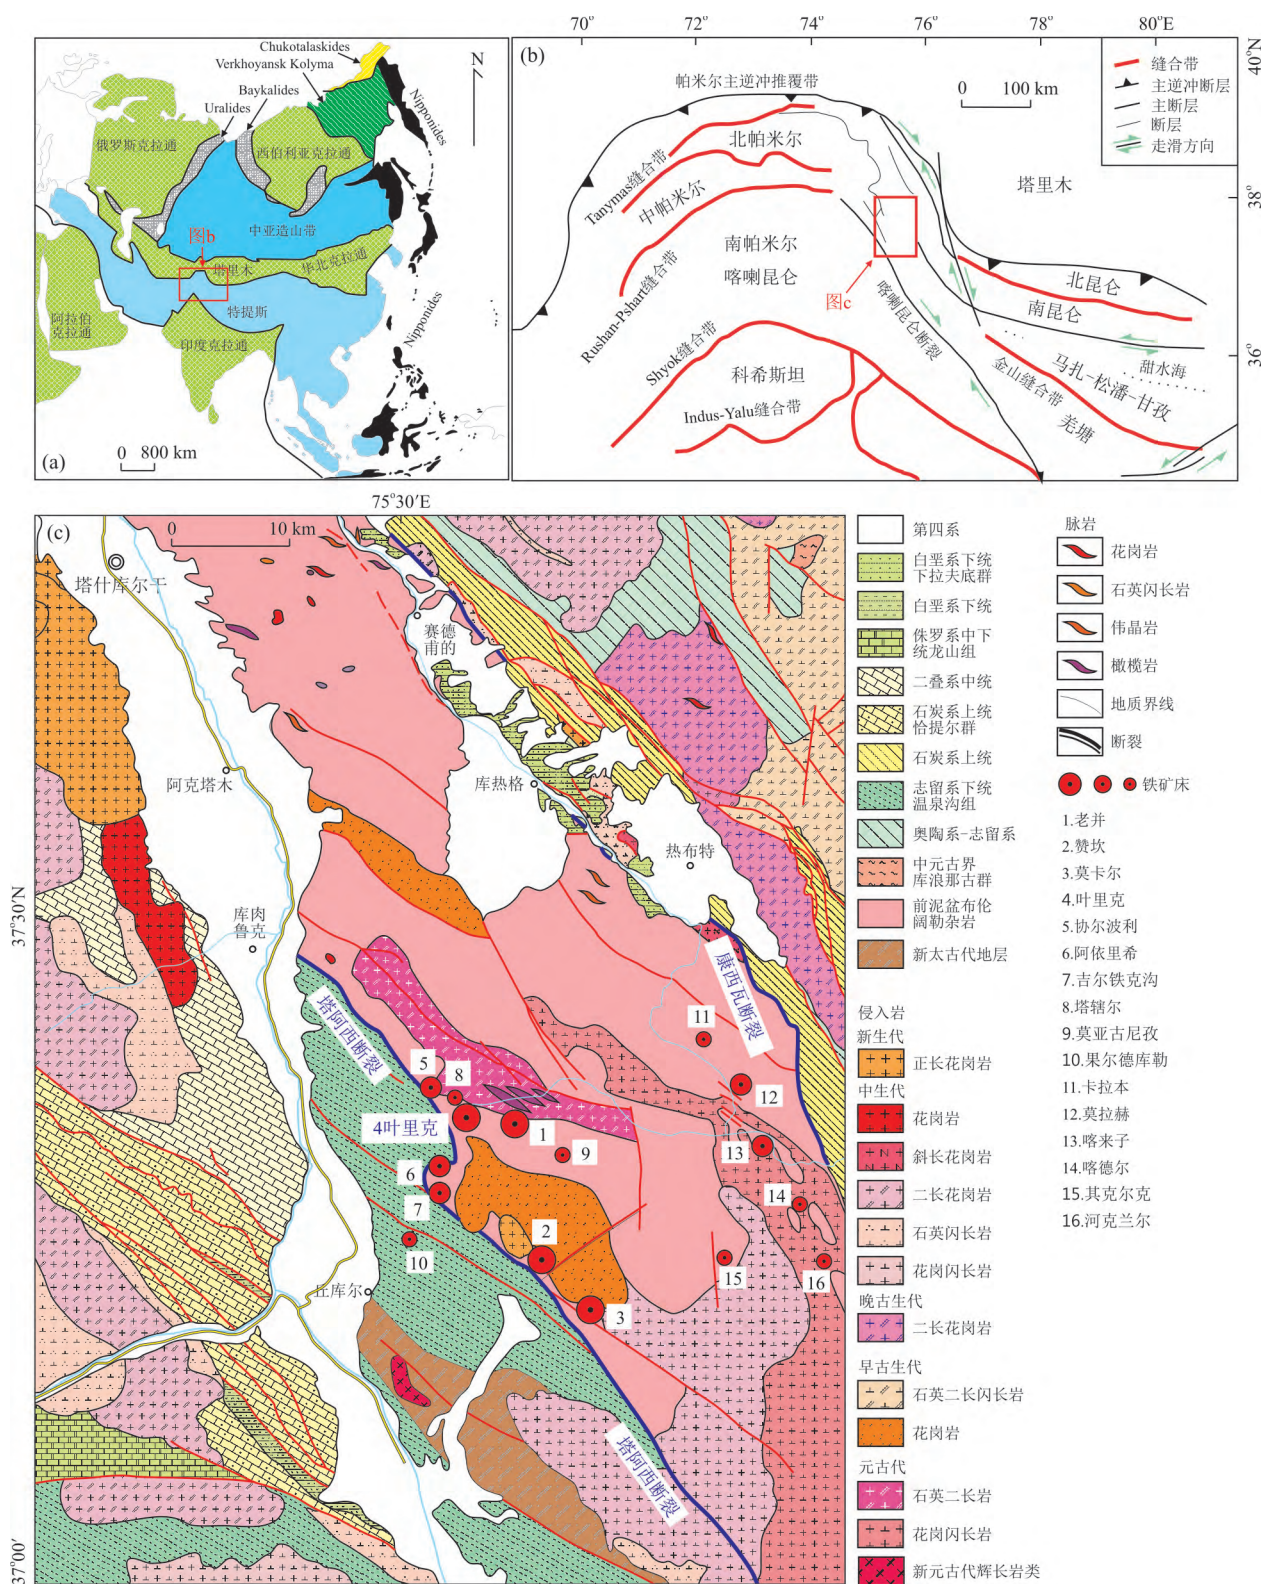 Chukotalaskides
Verkhoyansk Kolyma
Baykalides
Uralides
N
Nipponides
俄罗斯克拉通
西伯利亚克拉通
中亚造山带
图b
塔里木
华北克拉通
特提斯
阿拉伯
克拉通
印度克拉通
Nipponides
0 800 km
(a)
70° 72° 74° 76° 78° 80°E
40°N
38°
36°
(b)
帕米尔主逆冲推覆带
0 100 km
缝合带
主逆冲断层
主断层
断层
走滑方向
北帕米尔
Tanymas缝合带
中帕米尔
塔里木
南帕米尔
喀喇昆仑
Rushan-Pshart缝合带
图c
喀喇昆仑断裂
北昆仑
南昆仑
甜水海
Shyok缝合带
科希斯坦
Indus-Yalu缝合带
马扎–松潘–甘孜
金山缝合带
羌塘
75°30′E
37°30′N
37°00′
(c)
0 10 km
塔什库尔干
赛德
甫的
阿克塔木
库热格
热布特
库肉
鲁克
康西瓦断裂
塔阿西断裂
11
12
5
8
4叶里克
1
9
13
6
7
14
10
2
15
16
3
丘库尔
塔阿西断裂
第四系
白垩系下统
下拉夫底群
白垩系下统
侏罗系中下
统龙山组
二叠系中统
石炭系上统
恰提尔群
石炭系上统
志留系下统
温泉沟组
奥陶系–志留系
中元古界
库浪那古群
前泥盆布伦
阔勒杂岩
新太古代地层
侵入岩
新生代
正长花岗岩
中生代
花岗岩
斜长花岗岩
二长花岗岩
石英闪长岩
花岗闪长岩
晚古生代
二长花岗岩
早古生代
石英二长闪长岩
花岗岩
元古代
石英二长岩
花岗闪长岩
新元古代辉长岩类
脉岩
花岗岩
石英闪长岩
伟晶岩
橄榄岩
地质界线
断裂
铁矿床
1.老并
2.赞坎
3.莫卡尔
4.叶里克
5.协尔波利
6.阿依里希
7.吉尔铁克沟
8.塔辖尔
9.莫亚古尼孜
10.果尔德库勒
11.卡拉本
12.莫拉赫
13.喀来子
14.喀德尔
15.其克尔克
16.河克兰尔